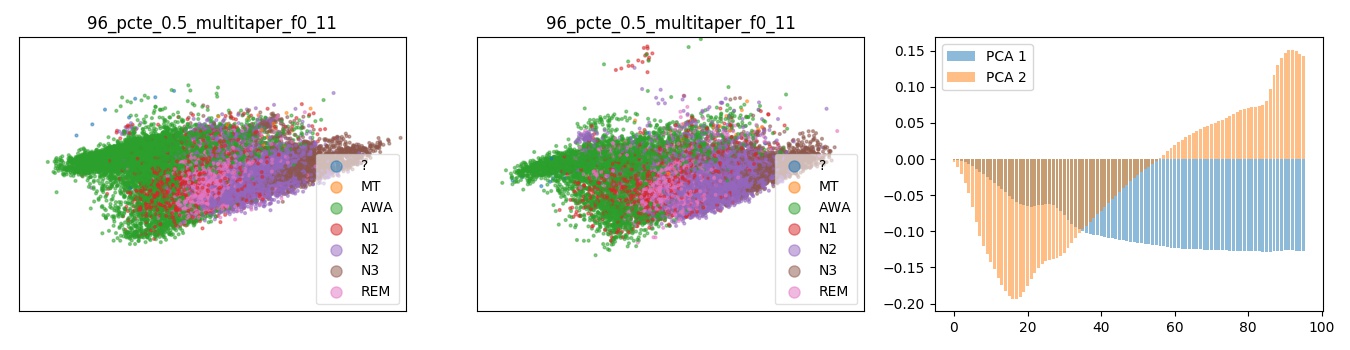 96_pcte_0.5_multitaper_f0_11
?
MT
AWA
N1
N2
N3
REM
96_pcte_0.5_multitaper_f0_11
?
MT
AWA
N1
N2
N3
REM
PCA 1
PCA 2
0.15
0.10
0.05
0.00
−0.05
−0.10
−0.15
−0.20
0 20 40 60 80 100